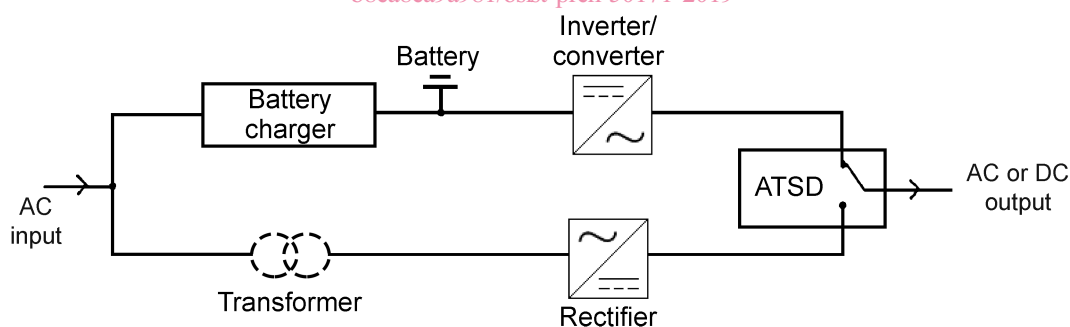 Inverter/
converter
Battery
Battery
charger
ATSD
AC or DC
output
AC
input
Transformer
Rectifier